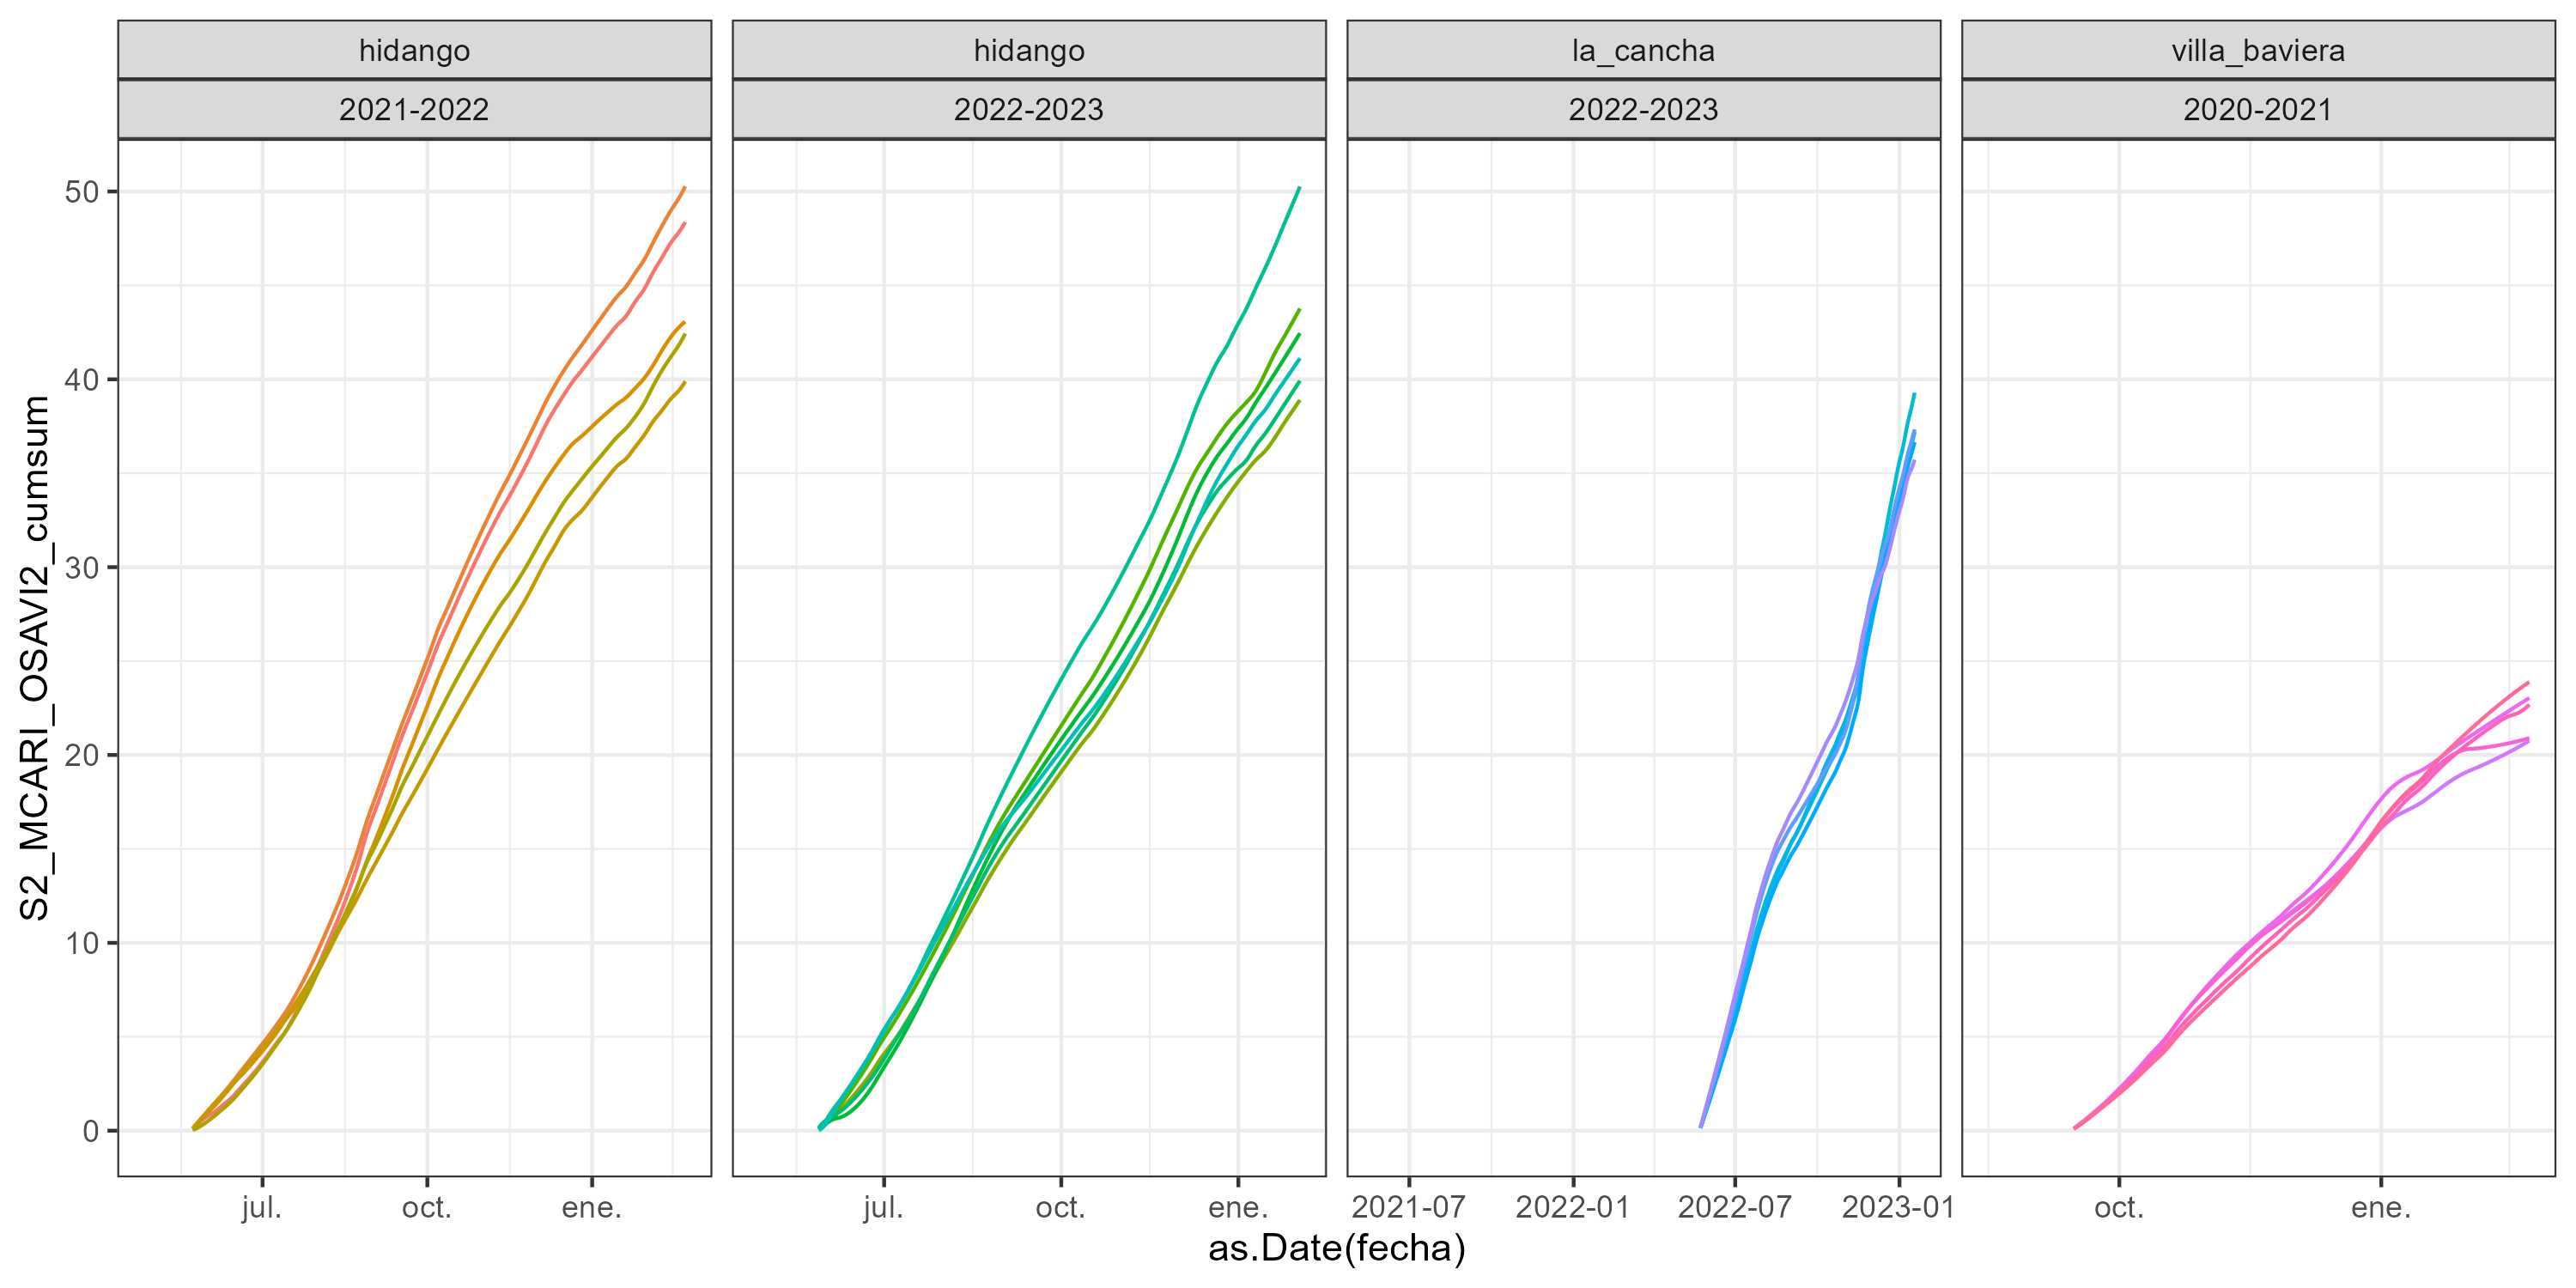 hidango
hidango
la_cancha
villa_baviera
2021-2022
2022-2023
2022-2023
2020-2021
S2_MCARI_OSAVI2_cumsum
50
40
30
20
10
0
jul.
oct.
ene.
jul.
oct.
ene.
2021-07
2022-01
2022-07
2023-01
oct.
ene.
as.Date(fecha)